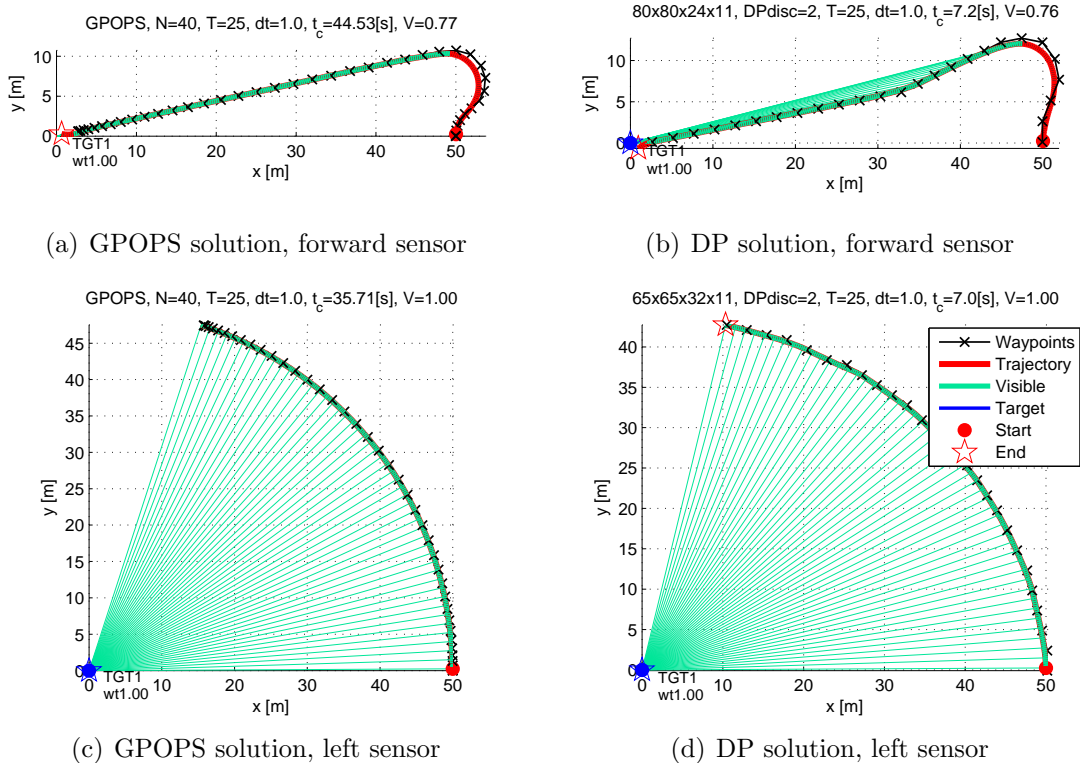 GPOPS, N=40, T=25, dt=1.0, t_c=44.53[s], V=0.77
10
5
0
y [m]
TGT1
wt1.00
0 10 20 30 40 50
x [m]
(a) GPOPS solution, forward sensor
80x80x24x11, DPdisc=2, T=25, dt=1.0, t_c=7.2[s], V=0.76
10
5
0
y [m]
TGT1
wt1.00
0 10 20 30 40 50
x [m]
(b) DP solution, forward sensor
GPOPS, N=40, T=25, dt=1.0, t_c=35.71[s], V=1.00
45
40
35
30
25
20
15
10
5
0
y [m]
TGT1
wt1.00
0 10 20 30 40 50
x [m]
(c) GPOPS solution, left sensor
65x65x32x11, DPdisc=2, T=25, dt=1.0, t_c=7.0[s], V=1.00
40
35
30
25
20
15
10
5
0
y [m]
Waypoints
Trajectory
Visible
Target
Start
End
TGT1
wt1.00
0 10 20 30 40 50
x [m]
(d) DP solution, left sensor